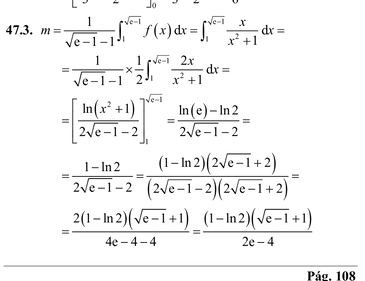 47.3. m = 1/(√(e−1) −1) ∫₁^√(e−1) f(x) dx = ∫₁^√(e−1) x/(x²+1) dx =
= 1/(√(e−1) −1) × 1/2 ∫₁^√(e−1) 2x/(x²+1) dx =
= [ln(x²+1)/(2√(e−1) −2)]₁^√(e−1) = (ln(e)−ln 2)/(2√(e−1) −2) =
= (1−ln 2)/(2√(e−1) −2) = (1−ln 2)(2√(e−1) +2)/((2√(e−1) −2)(2√(e−1) +2)) =
= 2(1−ln 2)(√(e−1) +1)/(4e−4−4) = (1−ln 2)(√(e−1) +1)/(2e−4)
Pág. 108